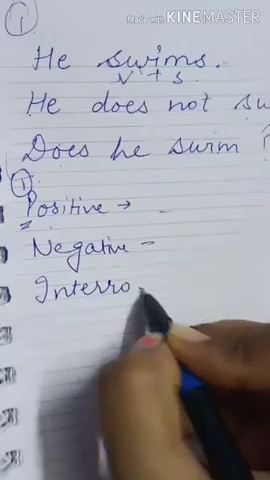 Made with KINEMASTER
1
He swims.
V + s
He does not
Does he swim
1
Positive →
Negative -
Interro